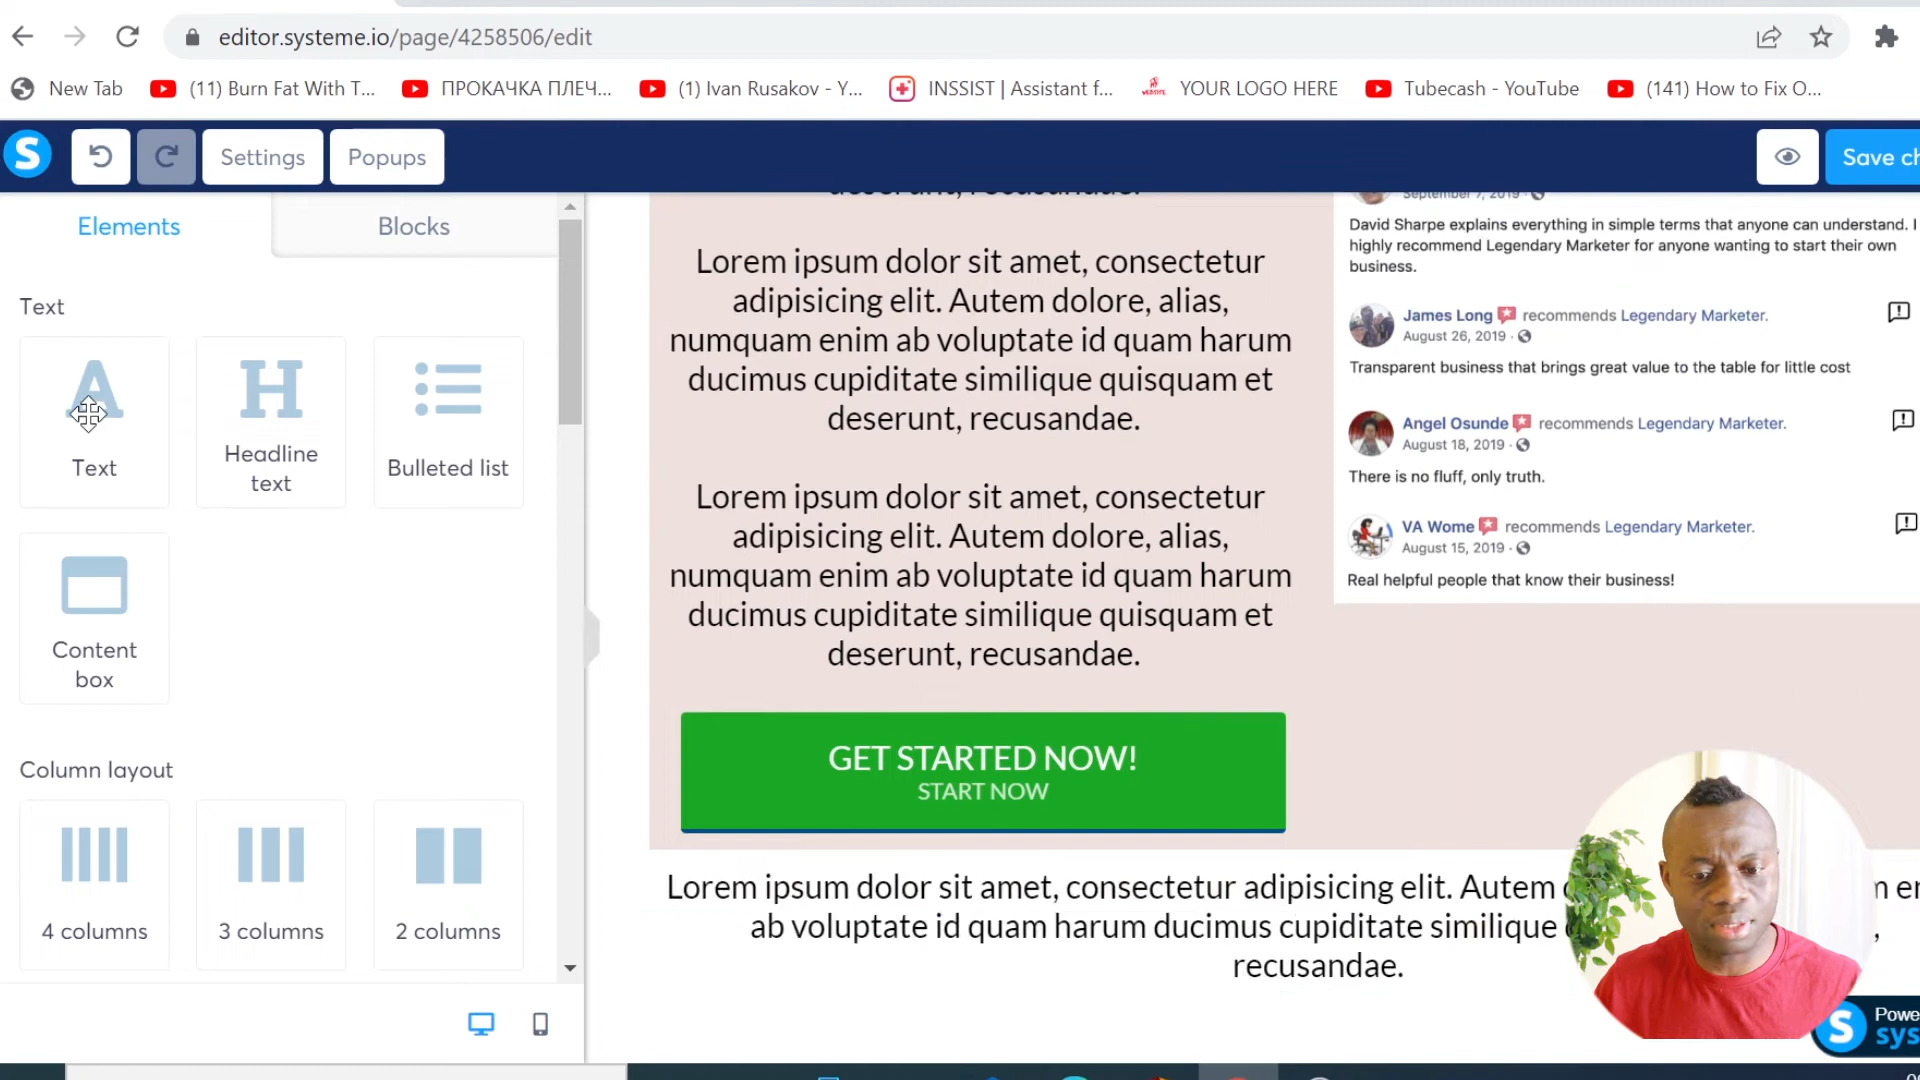 editor.systeme.io/page/4258506/edit
New Tab
(11) Burn Fat With T...
ПРОКАЧКА ПЛЕЧ...
(1) Ivan Rusakov - Y...
INSSIST | Assistant f...
YOUR LOGO HERE
Tubecash - YouTube
(141) How to Fix O...
S
Settings
Popups
Save ch
Elements
Blocks
Text
A
Text
H
Headline
text
Bulleted list
Content
box
Column layout
4 columns
3 columns
2 columns
deserunt, recusandae.
Lorem ipsum dolor sit amet, consectetur
adipisicing elit. Autem dolore, alias,
numquam enim ab voluptate id quam harum
ducimus cupiditate similique quisquam et
deserunt, recusandae.
Lorem ipsum dolor sit amet, consectetur
adipisicing elit. Autem dolore, alias,
numquam enim ab voluptate id quam harum
ducimus cupiditate similique quisquam et
deserunt, recusandae.
GET STARTED NOW!
START NOW
September 7, 2019 ·
David Sharpe explains everything in simple terms that anyone can understand. I
highly recommend Legendary Marketer for anyone wanting to start their own
business.
James Long recommends Legendary Marketer.
August 26, 2019 ·
Transparent business that brings great value to the table for little cost
Angel Osunde recommends Legendary Marketer.
August 18, 2019 ·
There is no fluff, only truth.
VA Wome recommends Legendary Marketer.
August 15, 2019 ·
Real helpful people that know their business!
Lorem ipsum dolor sit amet, consectetur adipisicing elit. Autem
ab voluptate id quam harum ducimus cupiditate similique
recusandae.
S
Powe
sys